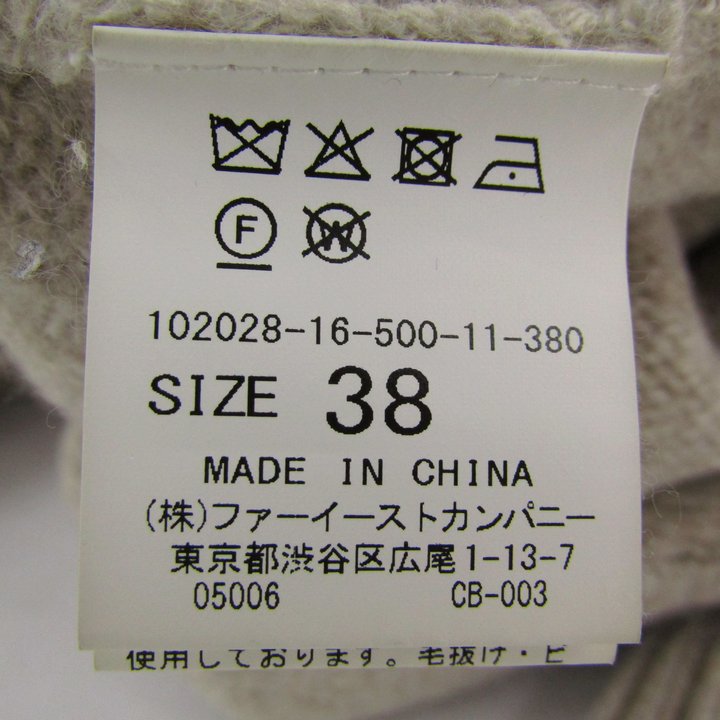 F W
102028-16-500-11-380
SIZE 38
MADE IN CHINA
(株)ファーイーストカンパニー
東京都渋谷区広尾1-13-7
05006 CB-003
使用しております。毛抜け・ピ